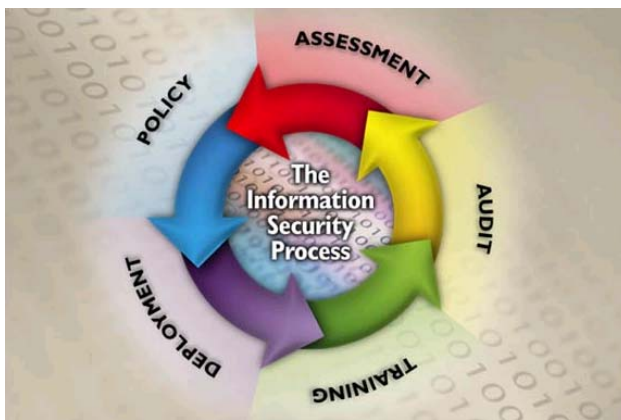 ASSESSMENT
POLICY
The
Information
Security
Process
AUDIT
DEPLOYMENT
TRAINING